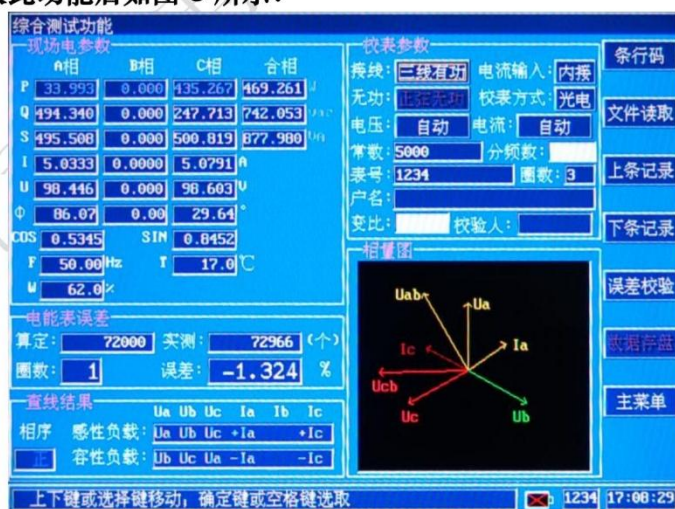 综合测试功能
现场电参数
A相 B相 C相 合相
P 33.993 0.000 435.267 469.261 W
Q 494.340 0.000 247.713 742.053 var
S 495.508 0.000 500.819 877.980 VA
I 5.0333 0.0000 5.0791 A
U 98.446 0.000 98.603 V
Φ 86.07 0.00 29.64 °
COS 0.5345 SIN 0.8452
F 50.00 Hz T 17.0 ℃
W 62.0 %
电能表误差
算定: 72000 实测: 72966 (个)
圈数: 1 误差: -1.324 %
查线结果
Ua Ub Uc Ia Ib Ic
相序 感性负载: Ua Ub Uc +Ia +Ic
正 容性负载: Ub Uc Ua -Ia -Ic
校表参数
接线: 三线有功 电流输入: 内接
无功: 正弦无功 校表方式: 光电
电压: 自动 电流: 自动
常数: 5000 分频数:
表号: 1234 圈数: 3
户名:
变比: 校验人:
相量图
Uab Ua
Ic Ia
Ucb
Uc Ub
条行码
文件读取
上条记录
下条记录
误差校验
数据存盘
主菜单
上下键或选择键移动，确定键或空格键选取 1234 17:08:29